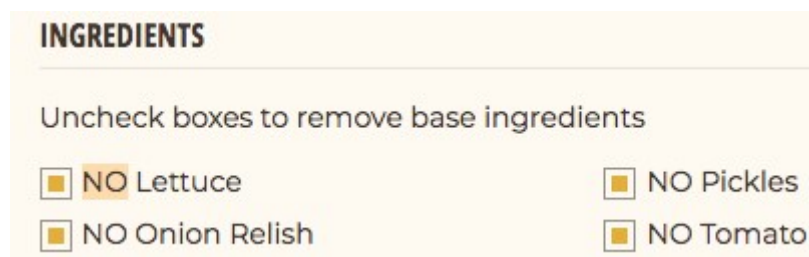 INGREDIENTS
Uncheck boxes to remove base ingredients
NO Lettuce
NO Pickles
NO Onion Relish
NO Tomato